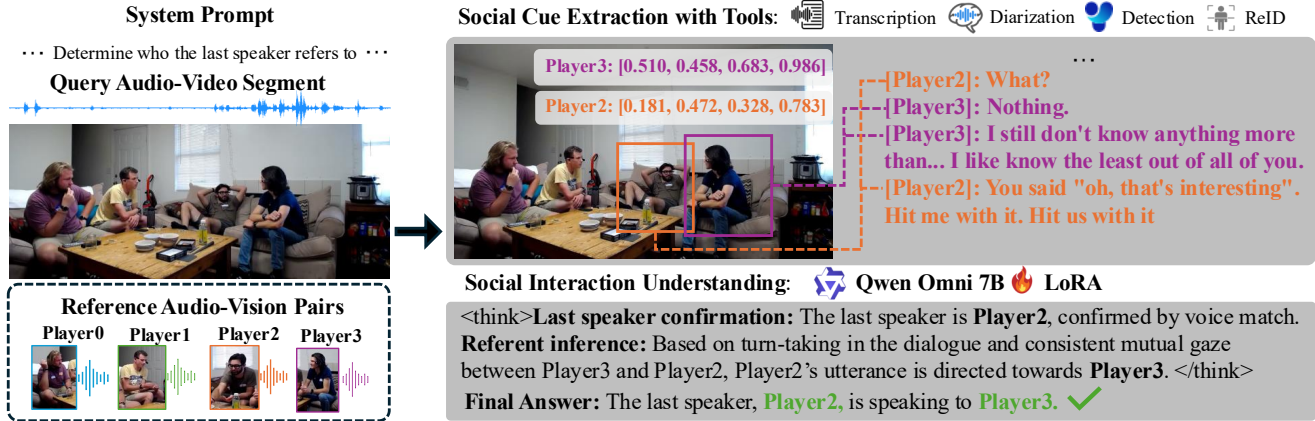 System Prompt
··· Determine who the last speaker refers to ···
Query Audio-Video Segment
Reference Audio-Vision Pairs
Player0 Player1 Player2 Player3
Social Cue Extraction with Tools: Transcription Diarization Detection ReID
Player3: [0.510, 0.458, 0.683, 0.986]
Player2: [0.181, 0.472, 0.328, 0.783]
···
[Player2]: What?
[Player3]: Nothing.
[Player3]: I still don't know anything more
than... I like know the least out of all of you.
[Player2]: You said "oh, that's interesting".
Hit me with it. Hit us with it
Social Interaction Understanding: Qwen Omni 7B LoRA
<think>Last speaker confirmation: The last speaker is Player2, confirmed by voice match.
Referent inference: Based on turn-taking in the dialogue and consistent mutual gaze
between Player3 and Player2, Player2’s utterance is directed towards Player3. </think>
Final Answer: The last speaker, Player2, is speaking to Player3.